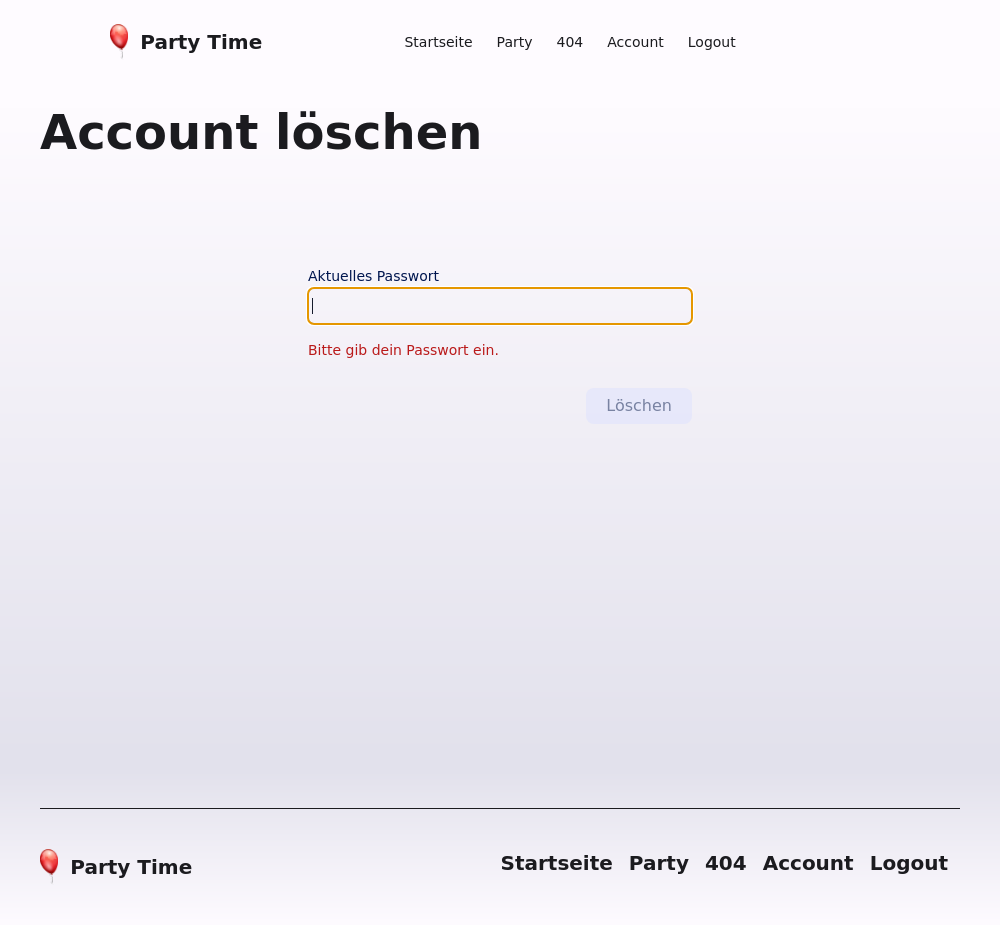 Party Time
Startseite Party 404 Account Logout
Account löschen
Aktuelles Passwort
Bitte gib dein Passwort ein.
Löschen
Party Time
Startseite Party 404 Account Logout